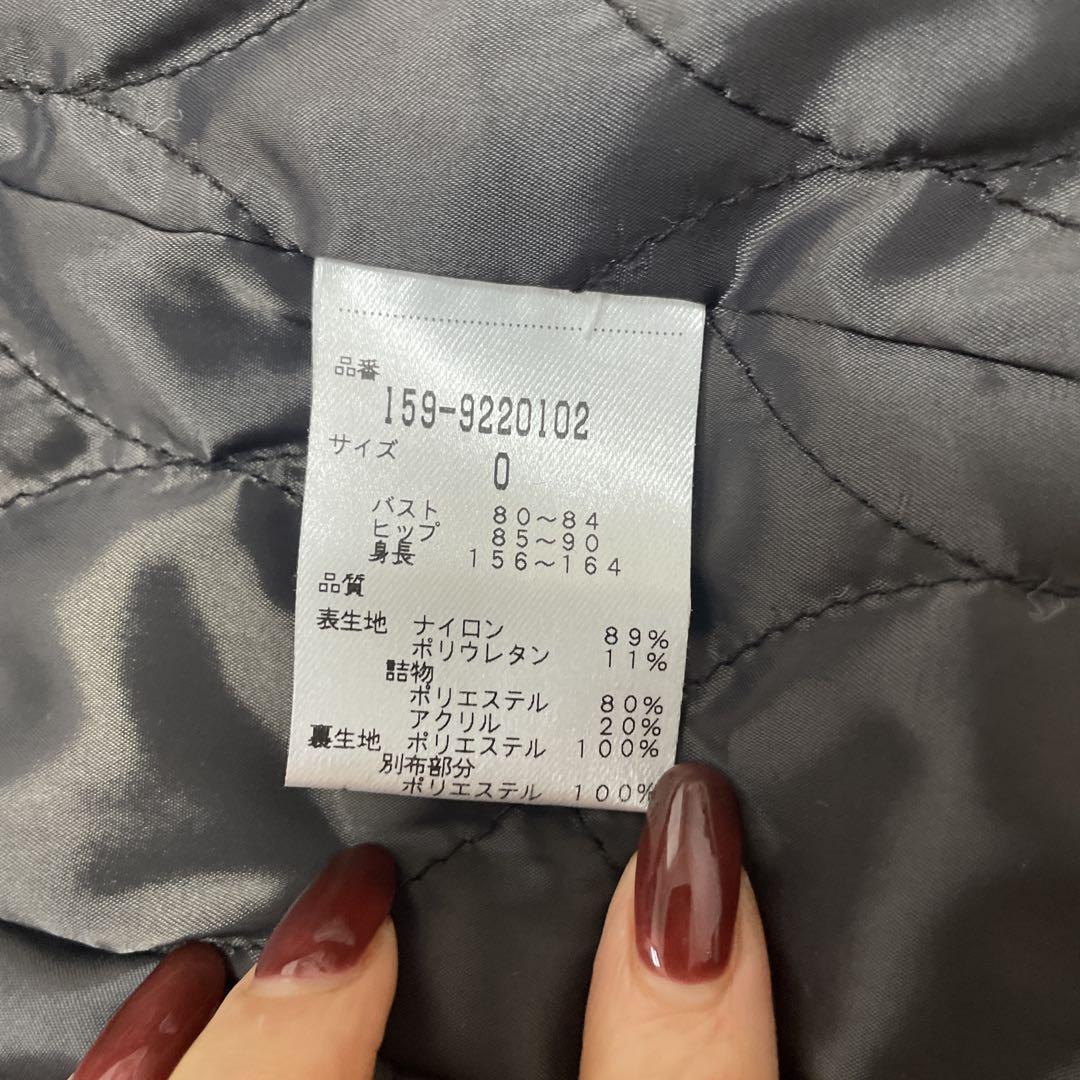 品番
159-9220102
サイズ
0
バスト 80～84
ヒップ 85～90
身長 156～164
品質
表生地 ナイロン 89%
ポリウレタン 11%
詰物
ポリエステル 80%
アクリル 20%
裏生地 ポリエステル 100%
別布部分
ポリエステル 100%